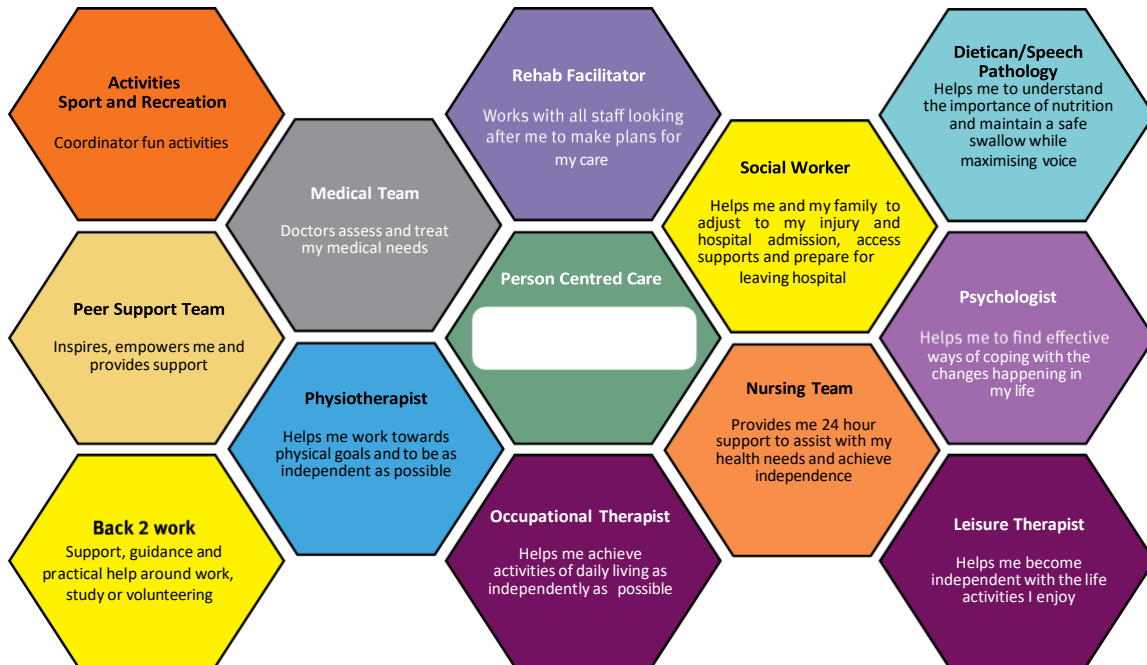 Activities
Sport and Recreation
Coordinator fun activities
Rehab Facilitator
Works with all staff looking
after me to make plans for
my care
Dietican/Speech
Pathology
Helps me to understand
the importance of nutrition
and maintain a safe
swallow while
maximising voice
Medical Team
Doctors assess and treat
my medical needs
Social Worker
Helps me and my family to
adjust to my injury and
hospital admission, access
supports and prepare for
leaving hospital
Peer Support Team
Inspires, empowers me and
provides support
Person Centred Care
Psychologist
Helps me to find effective
ways of coping with the
changes happening in
my life
Physiotherapist
Helps me work towards
physical goals and to be as
independent as possible
Nursing Team
Provides me 24 hour
support to assist with my
health needs and achieve
independence
Back 2 work
Support, guidance and
practical help around work,
study or volunteering
Occupational Therapist
Helps me achieve
activities of daily living as
independently as possible
Leisure Therapist
Helps me become
independent with the life
activities I enjoy